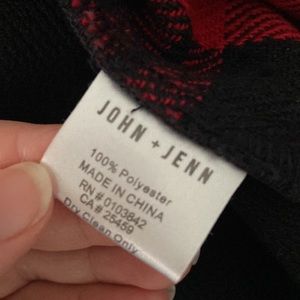 JOHN + JENN
100% Polyester
MADE IN CHINA
RN # 0103842
CA # 25459
Dry Clean Only